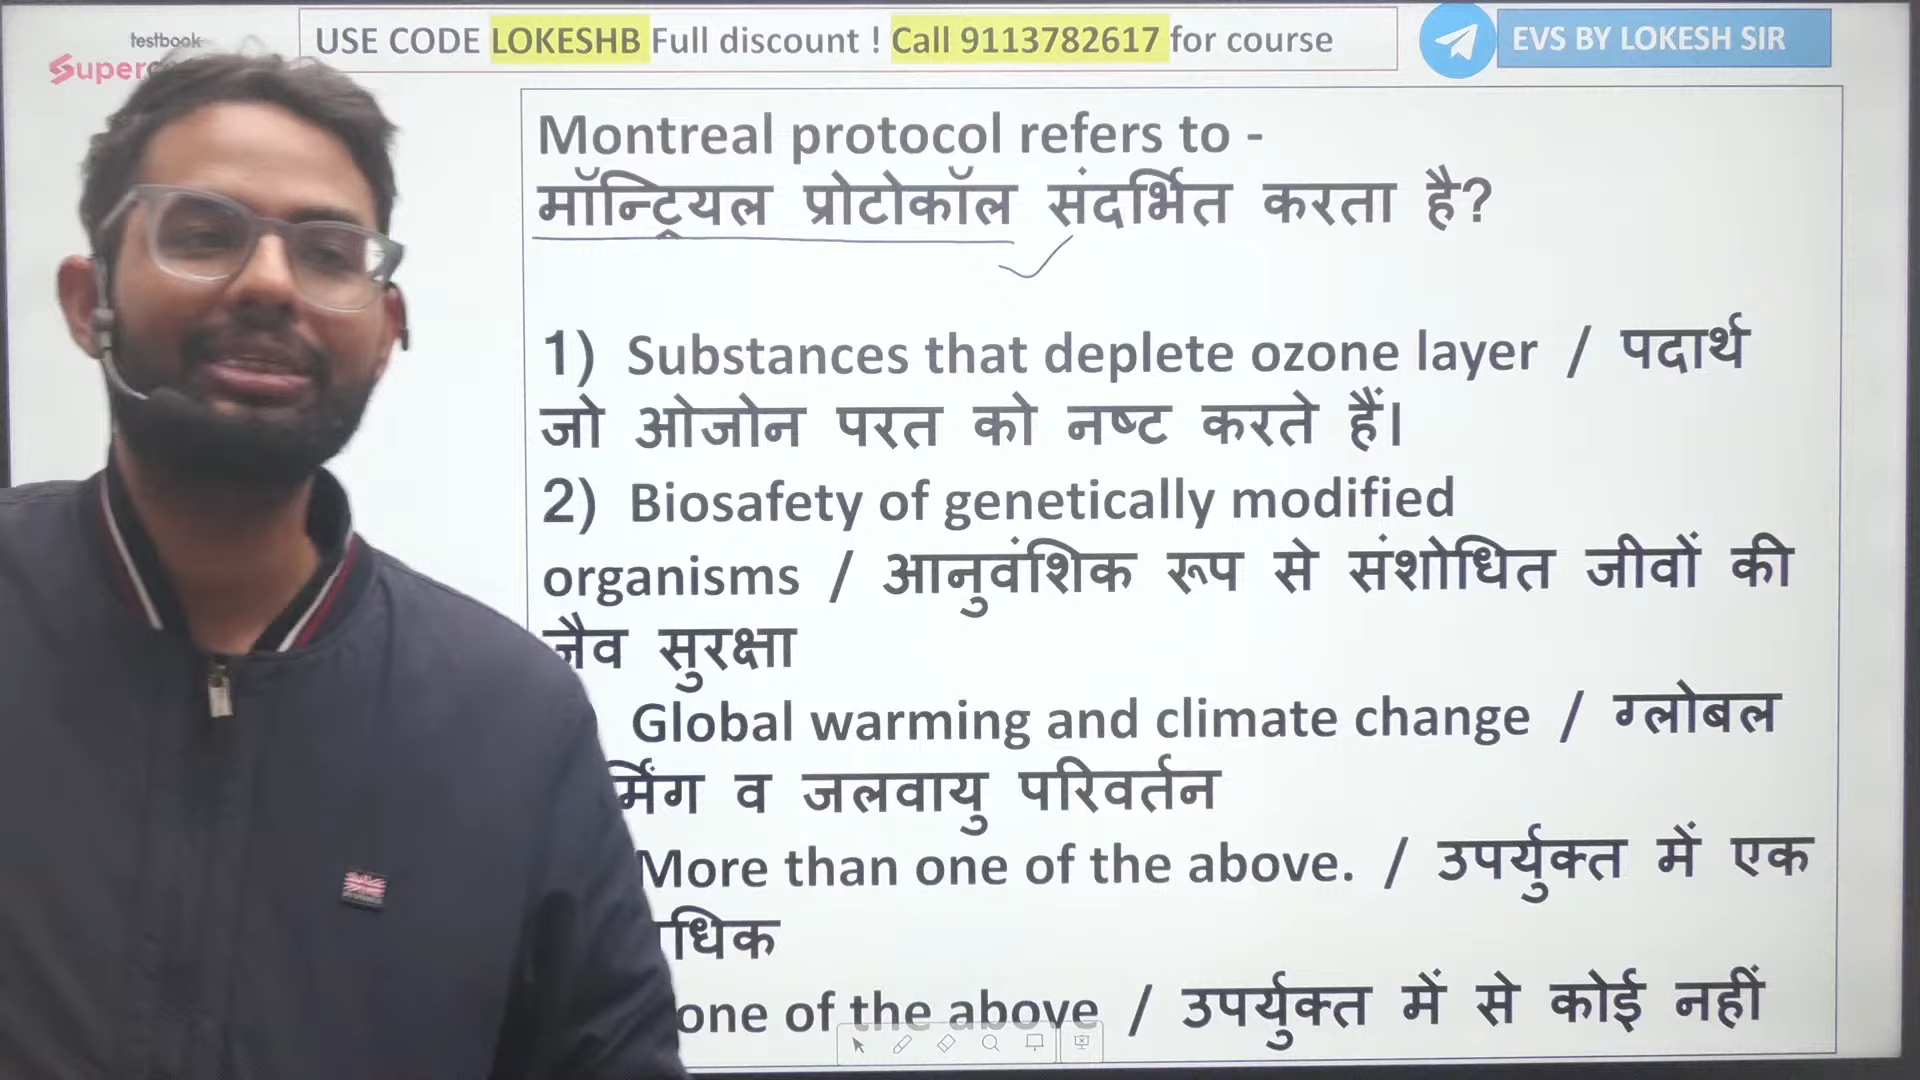 testbook
Super
USE CODE LOKESHB Full discount ! Call 9113782617 for course
EVS BY LOKESH SIR
Montreal protocol refers to -
मॉन्ट्रियल प्रोटोकॉल संदर्भित करता है?
1) Substances that deplete ozone layer / पदार्थ
जो ओजोन परत को नष्ट करते हैं।
2) Biosafety of genetically modified
organisms / आनुवंशिक रूप से संशोधित जीवों की
जैव सुरक्षा
Global warming and climate change / ग्लोबल
व जलवायु परिवर्तन
More than one of the above. / उपर्युक्त में एक
one of the above / उपर्युक्त में से कोई नहीं